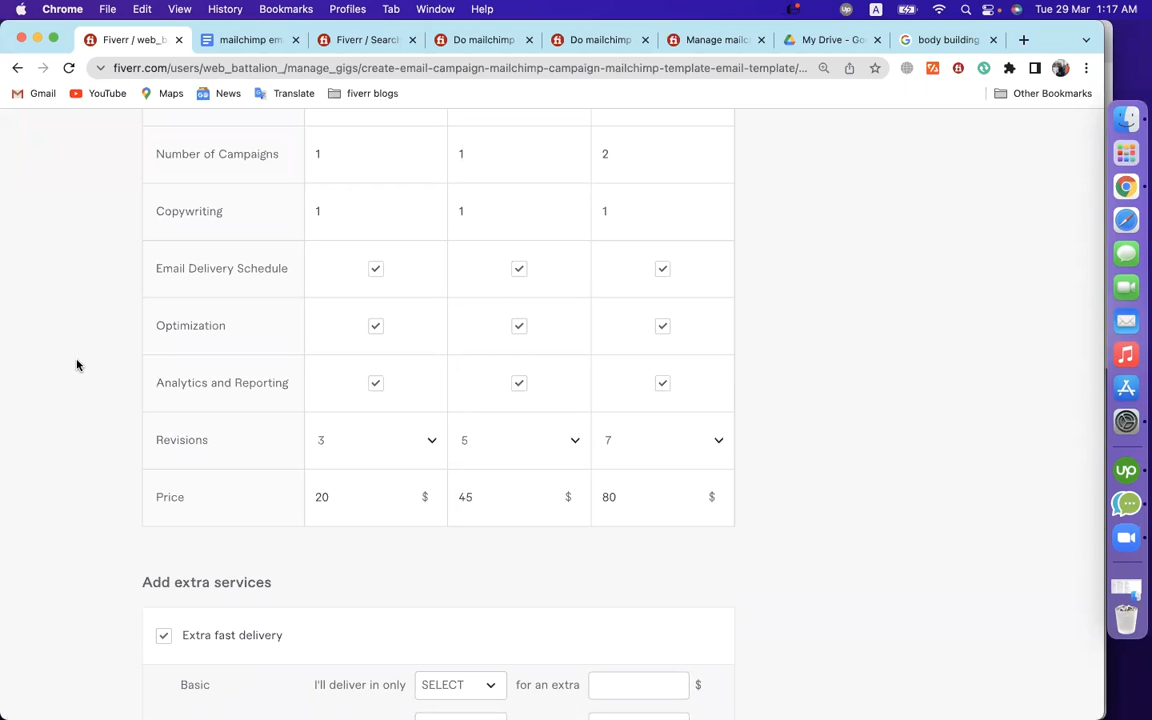 Chrome File Edit View History Bookmarks Profiles Tab Window Help A Tue 29 Mar 1:17 AM
Fiverr / web_b mailchimp em Fiverr / Search Do mailchimp Do mailchimp Manage mailc My Drive - Goo body building
fiverr.com/users/web_battalion_/manage_gigs/create-email-campaign-mailchimp-campaign-mailchimp-template-email-template/...
Gmail YouTube Maps News Translate fiverr blogs Other Bookmarks
Number of Campaigns 1 1 2
Copywriting 1 1 1
Email Delivery Schedule
Optimization
Analytics and Reporting
Revisions 3 5 7
Price 20 $ 45 $ 80 $
Add extra services
Extra fast delivery
Basic I'll deliver in only SELECT for an extra $
up